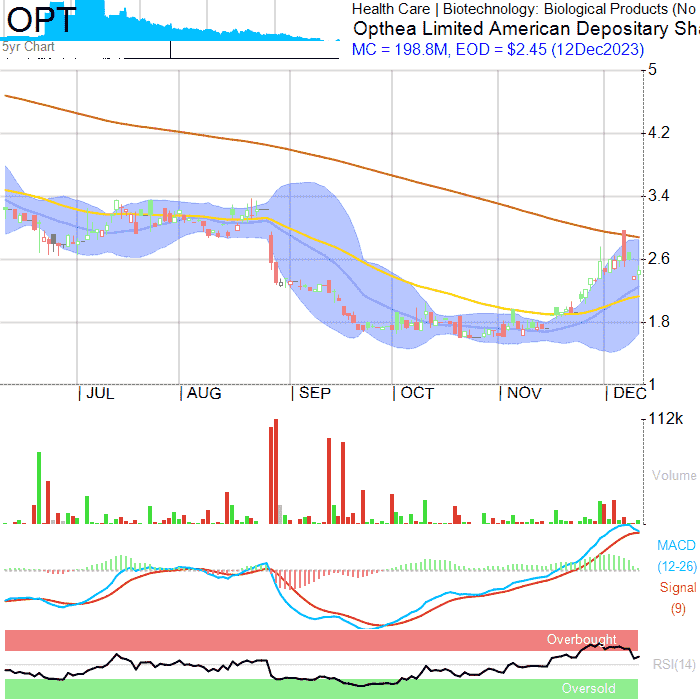 OPT
5yr Chart
Health Care | Biotechnology: Biological Products (No
Opthea Limited American Depositary Sha
MC = 198.8M, EOD = $2.45 (12Dec2023)
5
4.2
3.4
2.6
1.8
1
JUL AUG SEP OCT NOV DEC
112k
Volume
MACD
(12-26)
Signal
(9)
Overbought
RSI(14)
Oversold